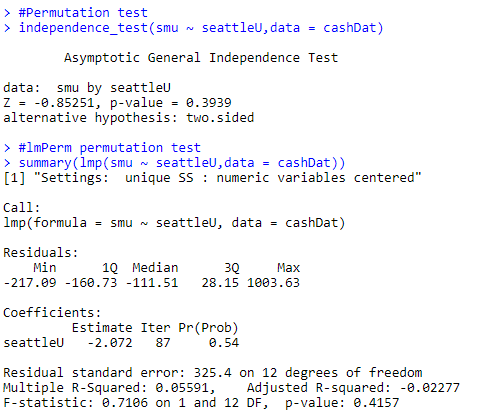 > #Permutation test
> independence_test(smu ~ seattleU,data = cashDat)
Asymptotic General Independence Test
data:  smu by seattleU
Z = -0.85251, p-value = 0.3939
alternative hypothesis: two.sided
> #lmPerm permutation test
> summary(lmp(smu ~ seattleU,data = cashDat))
[1] "Settings:  unique SS : numeric variables centered"
Call:
lmp(formula = smu ~ seattleU, data = cashDat)
Residuals:
    Min      1Q  Median      3Q     Max
-217.09 -160.73 -111.51   28.15 1003.63
Coefficients:
         Estimate Iter Pr(Prob)
seattleU   -2.072   87     0.54
Residual standard error: 325.4 on 12 degrees of freedom
Multiple R-Squared: 0.05591,    Adjusted R-squared: -0.02277
F-statistic: 0.7106 on 1 and 12 DF,  p-value: 0.4157